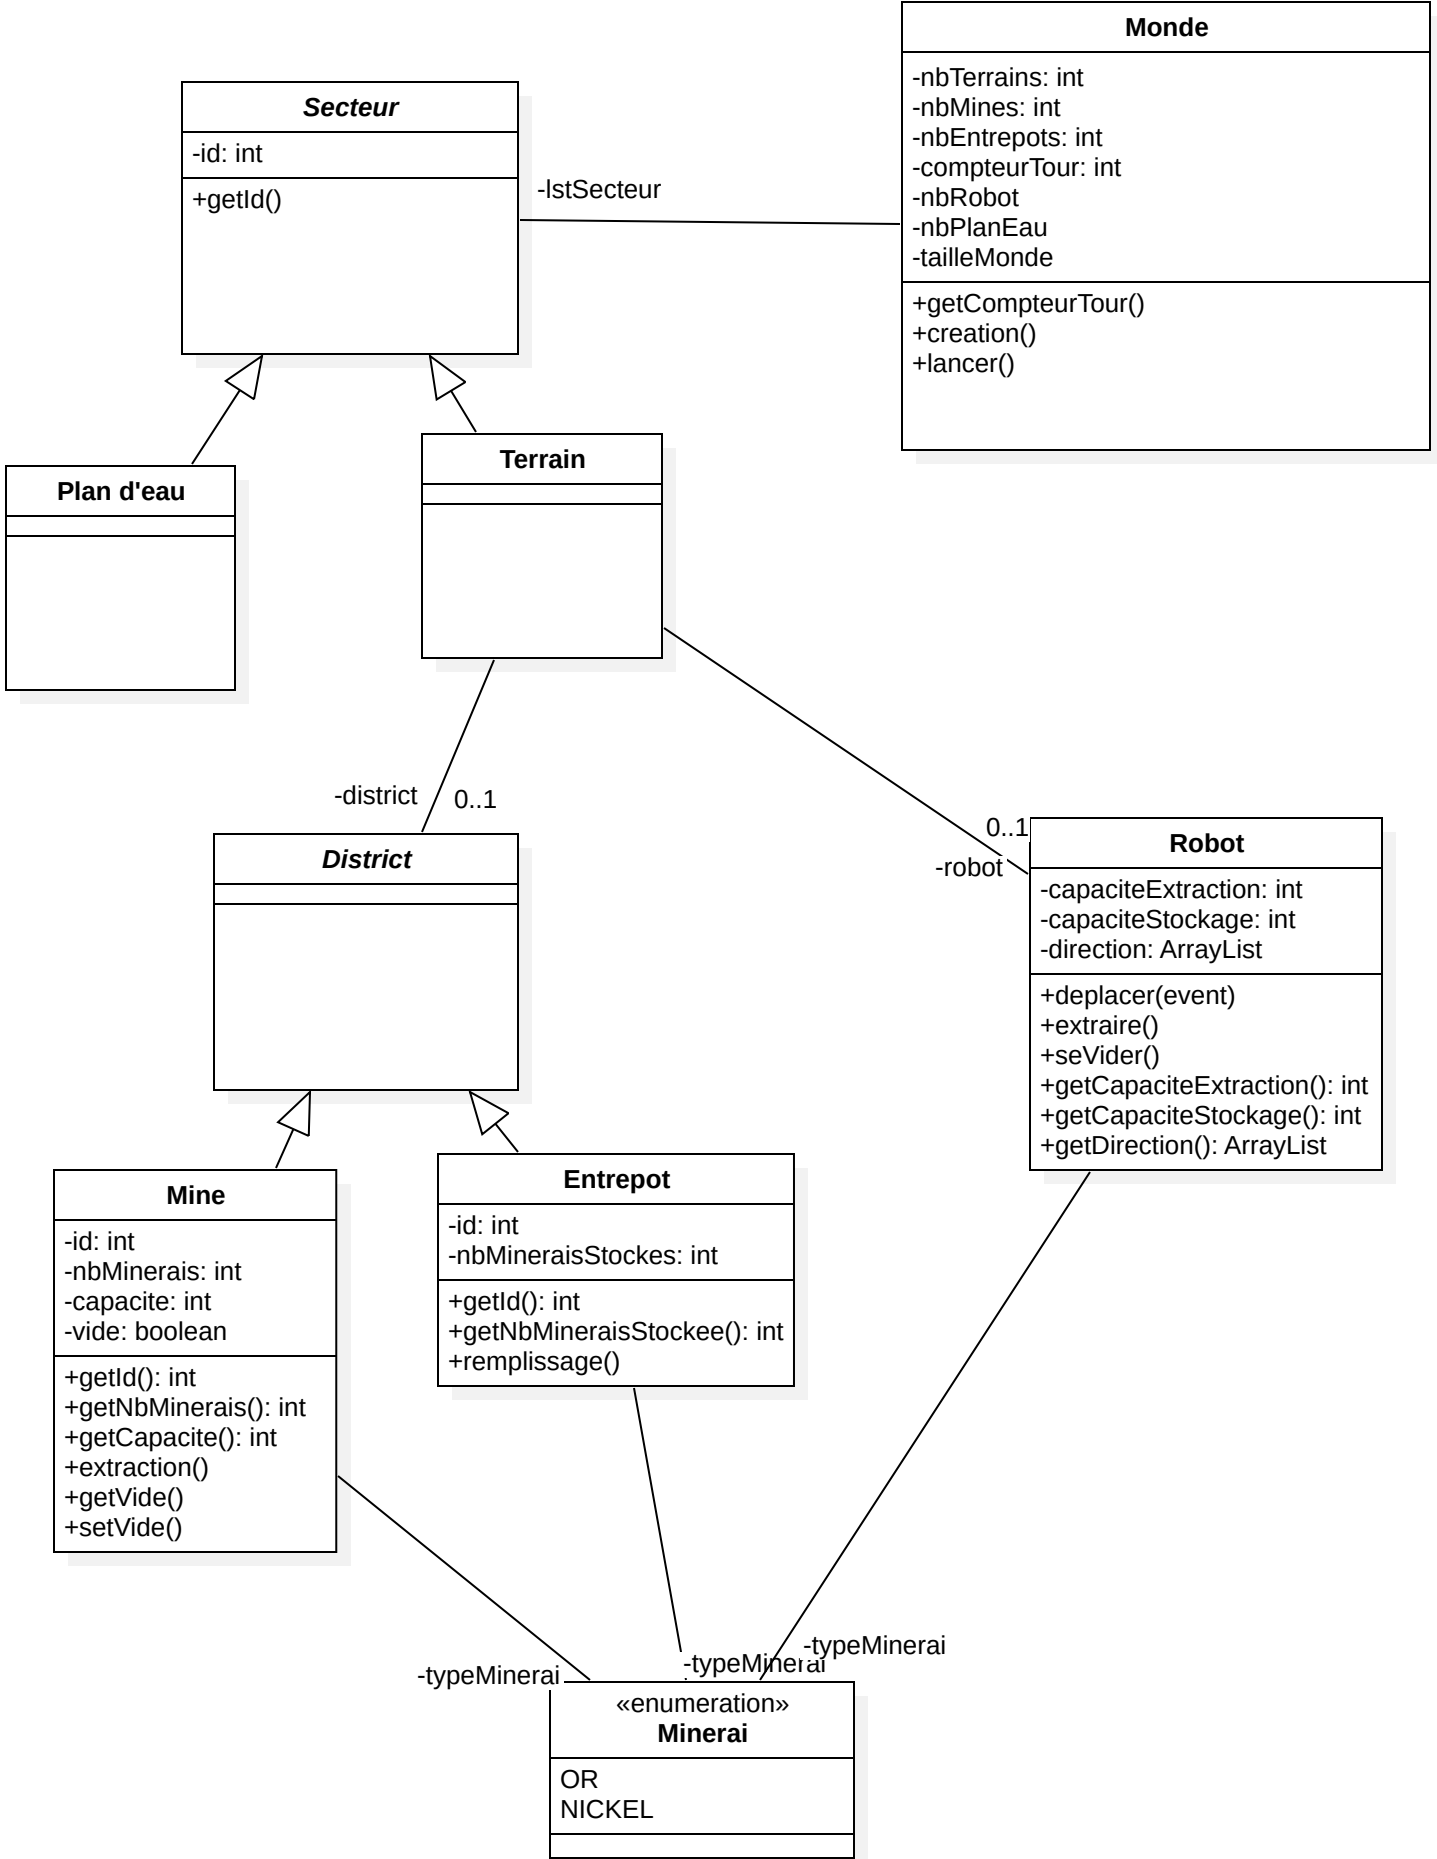 Monde
-nbTerrains: int
-nbMines: int
-nbEntrepots: int
-compteurTour: int
-nbRobot
-nbPlanEau
-tailleMonde
+getCompteurTour()
+creation()
+lancer()
Secteur
-id: int
+getId()
-lstSecteur
Plan d'eau
Terrain
-district
0..1
0..1
-robot
District
Robot
-capaciteExtraction: int
-capaciteStockage: int
-direction: ArrayList
+deplacer(event)
+extraire()
+seVider()
+getCapaciteExtraction(): int
+getCapaciteStockage(): int
+getDirection(): ArrayList
Mine
-id: int
-nbMinerais: int
-capacite: int
-vide: boolean
+getId(): int
+getNbMinerais(): int
+getCapacite(): int
+extraction()
+getVide()
+setVide()
Entrepot
-id: int
-nbMineraisStockes: int
+getId(): int
+getNbMineraisStockee(): int
+remplissage()
-typeMinerai
-typeMinerai
-typeMinerai
«enumeration»
Minerai
OR
NICKEL